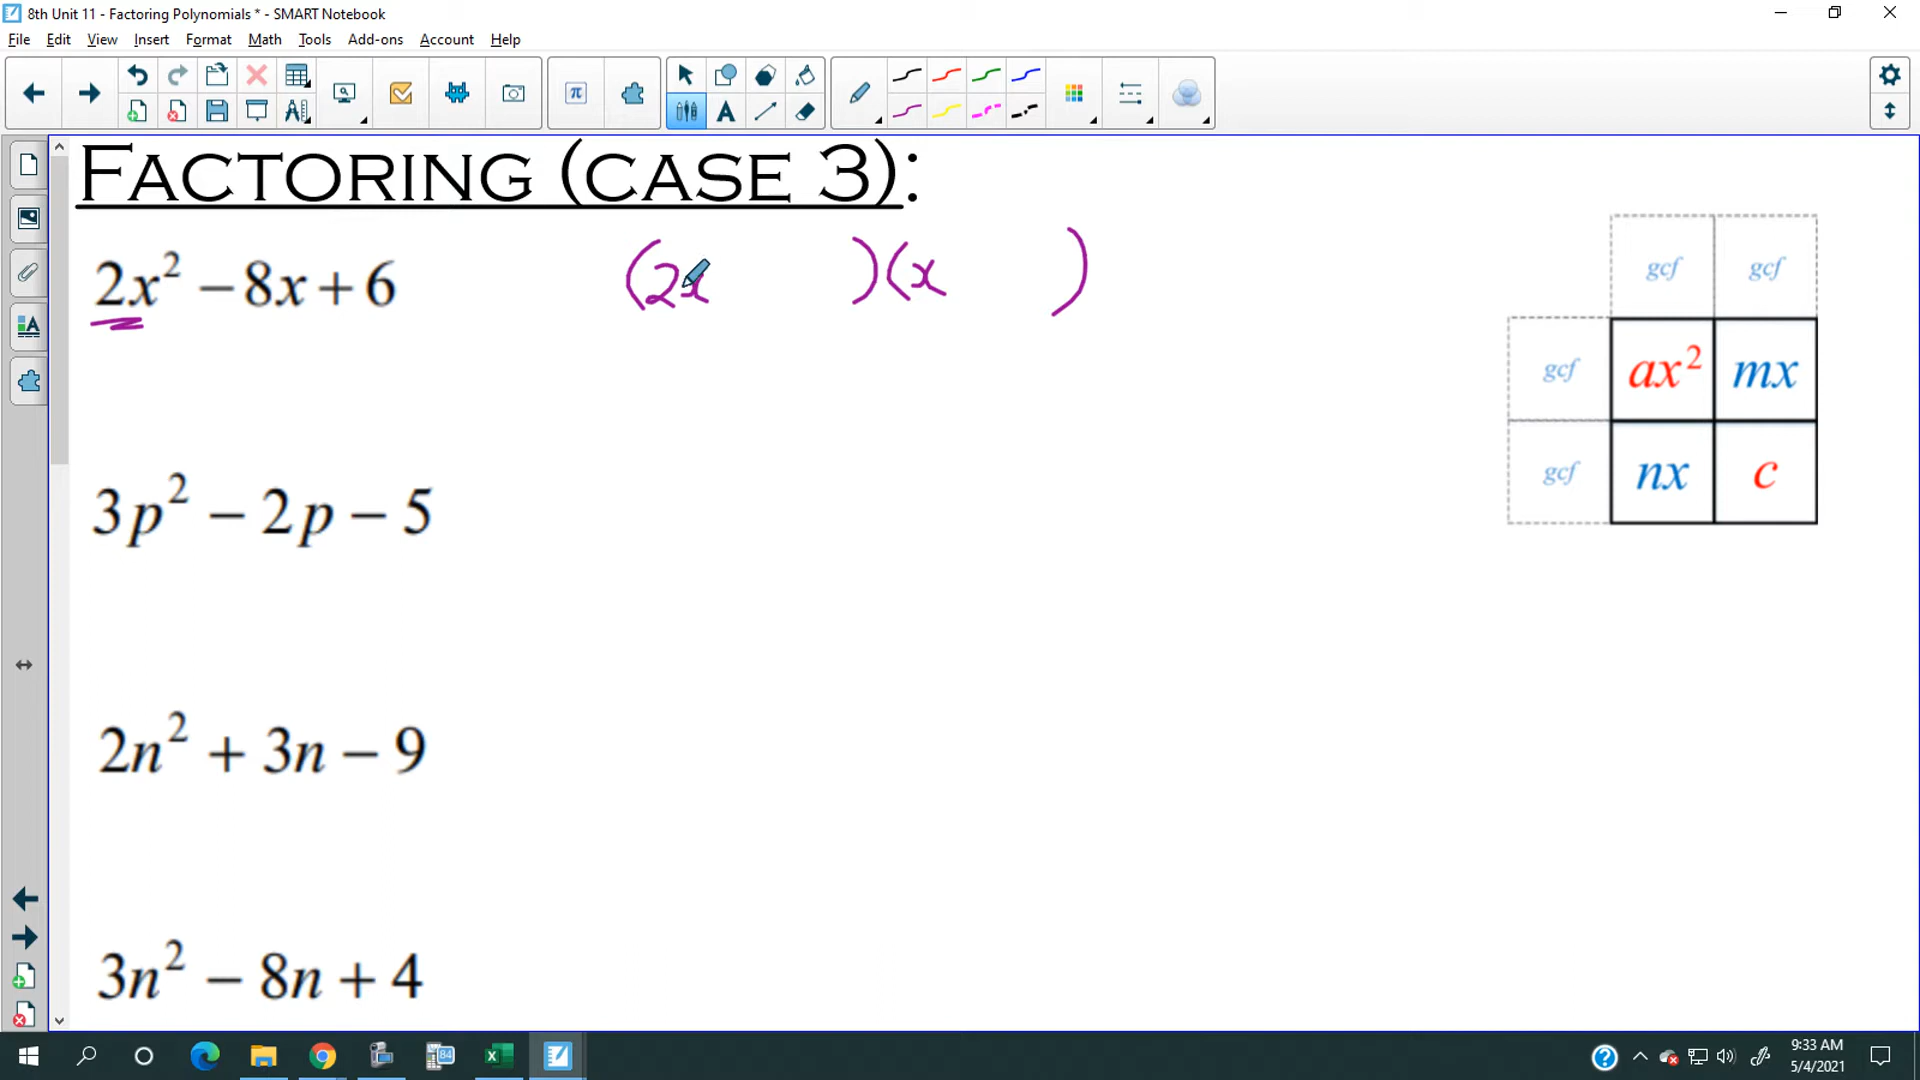 8th Unit 11 - Factoring Polynomials * - SMART Notebook
File Edit View Insert Format Math Tools Add-ons Account Help
FACTORING (CASE 3):
2x² − 8x + 6 (2x )(x )
gcf gcf
gcf ax² mx
gcf nx c
3p² − 2p − 5
2n² + 3n − 9
3n² − 8n + 4
9:33 AM
5/4/2021